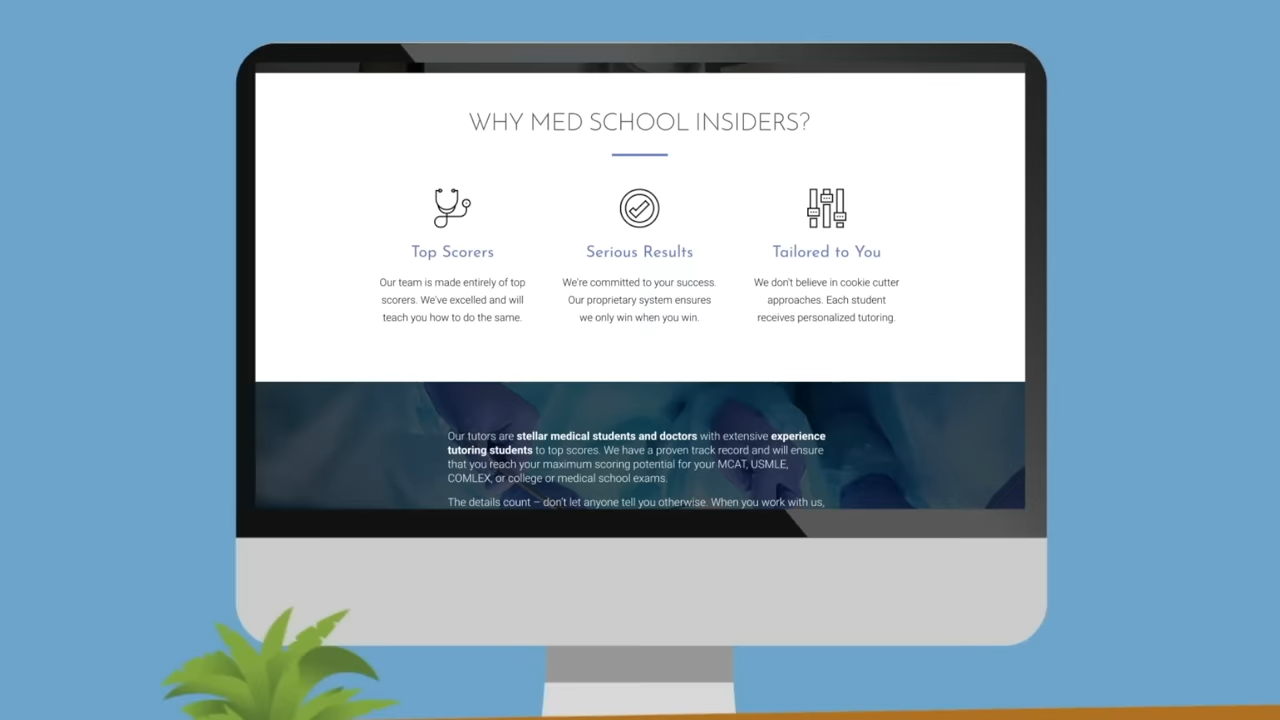 WHY MED SCHOOL INSIDERS?
Top Scorers
Our team is made entirely of top
scorers. We've excelled and will
teach you how to do the same.
Serious Results
We're committed to your success.
Our proprietary system ensures
we only win when you win.
Tailored to You
We don't believe in cookie cutter
approaches. Each student
receives personalized tutoring.
Our tutors are stellar medical students and doctors with extensive experience
tutoring students to top scores. We have a proven track record and will ensure
that you reach your maximum scoring potential for your MCAT, USMLE,
COMLEX, or college or medical school exams.
The details count – don't let anyone tell you otherwise. When you work with us,